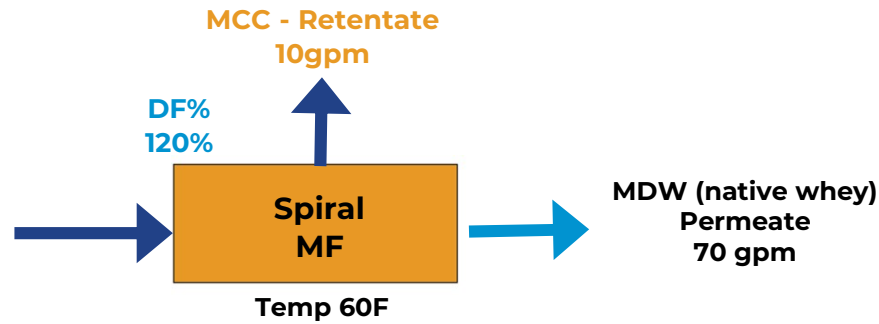 MCC - Retentate
10gpm
DF%
120%
Spiral
MF
MDW (native whey)
Permeate
70 gpm
Temp 60F